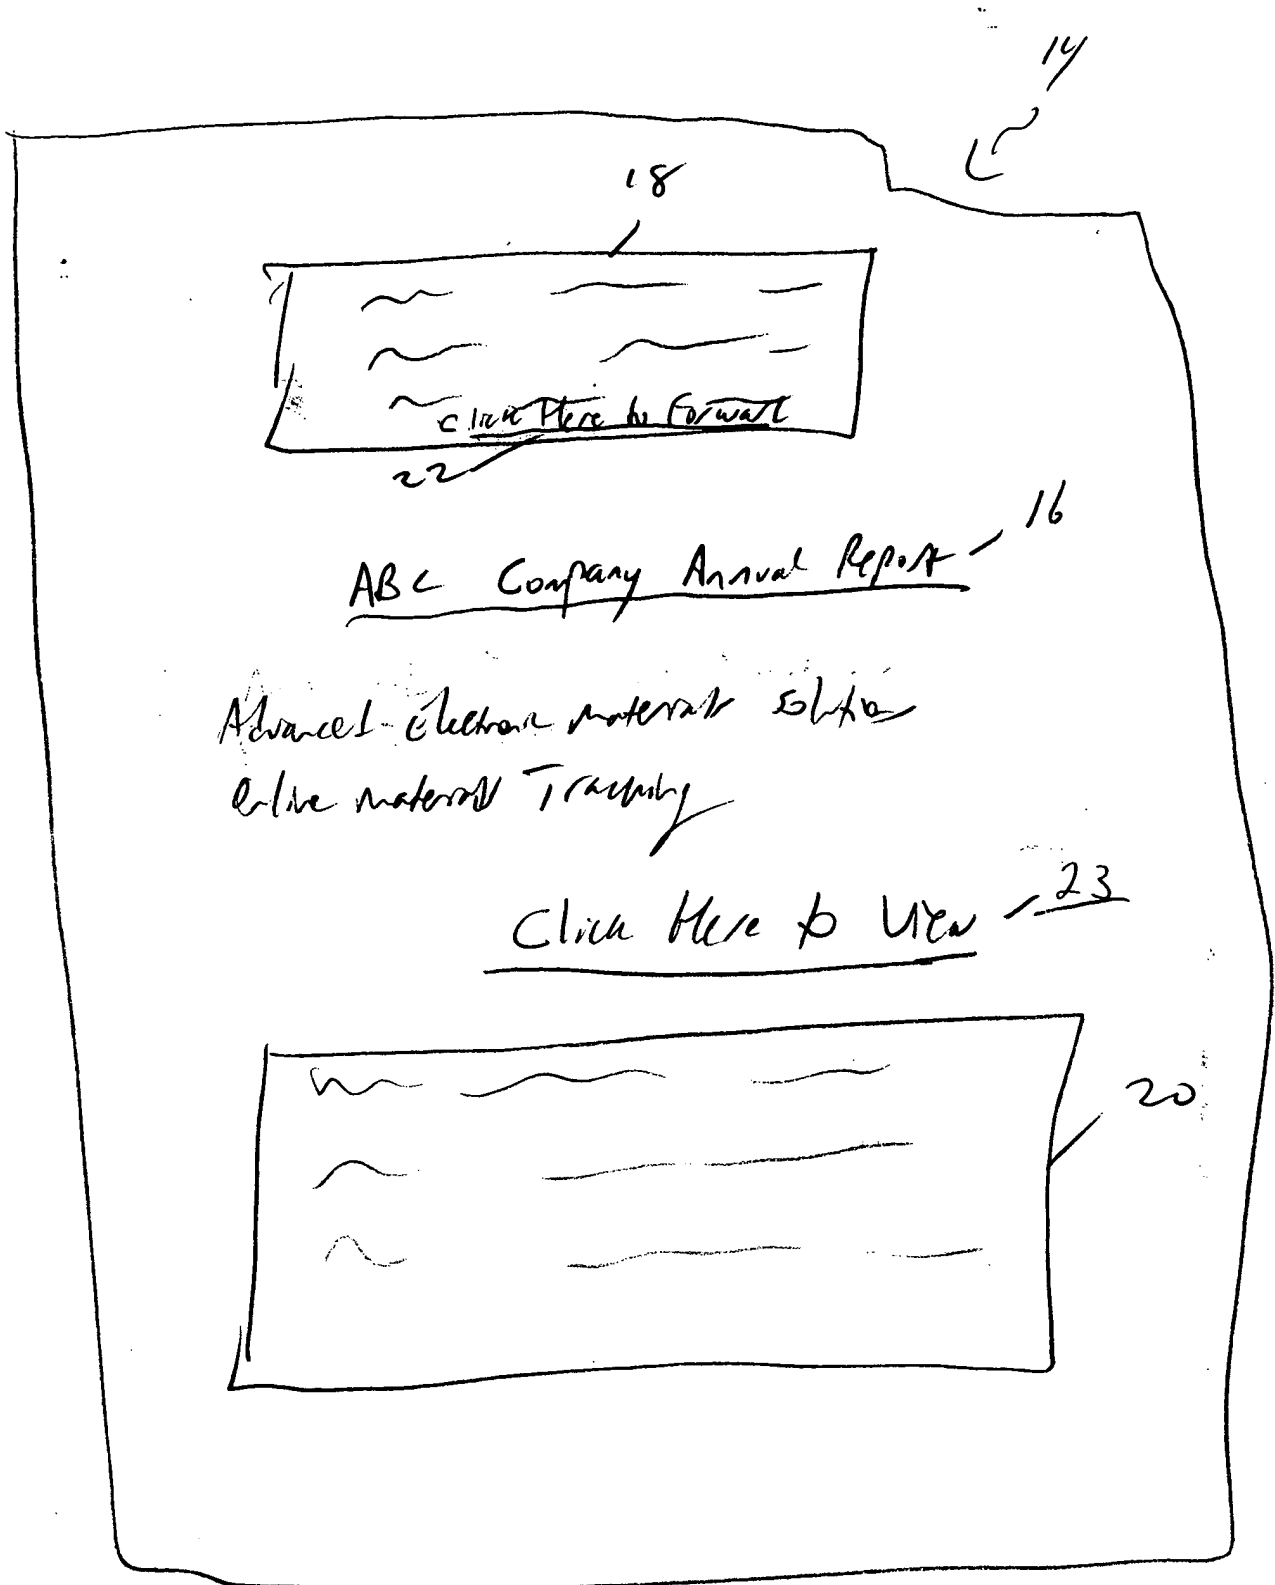 14
18
Click Here to Forward
22
ABC Company Annual Report 16
Advanced Electronic Materials Solution
Online Materials Tracking
Click Here to View 23
20